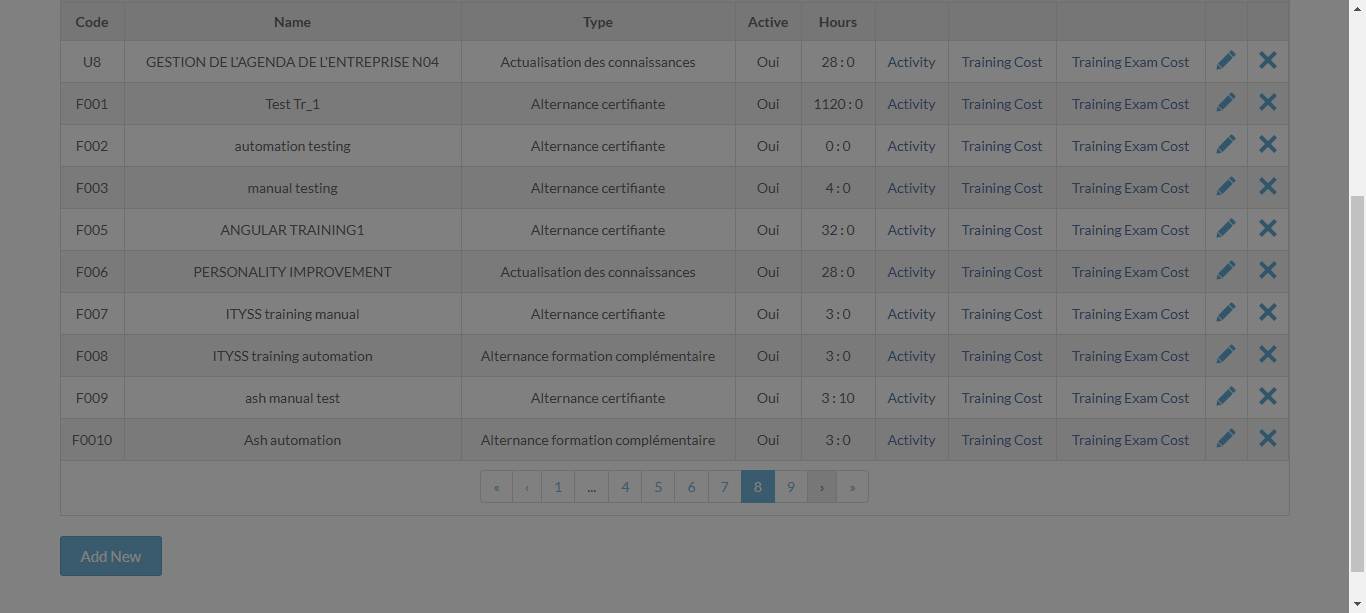 Code Name Type Active Hours
U8 GESTION DE L'AGENDA DE L'ENTREPRISE N04 Actualisation des connaissances Oui 28 : 0 Activity Training Cost Training Exam Cost
F001 Test Tr_1 Alternance certifiante Oui 1120 : 0 Activity Training Cost Training Exam Cost
F002 automation testing Alternance certifiante Oui 0 : 0 Activity Training Cost Training Exam Cost
F003 manual testing Alternance certifiante Oui 4 : 0 Activity Training Cost Training Exam Cost
F005 ANGULAR TRAINING1 Alternance certifiante Oui 32 : 0 Activity Training Cost Training Exam Cost
F006 PERSONALITY IMPROVEMENT Actualisation des connaissances Oui 28 : 0 Activity Training Cost Training Exam Cost
F007 ITYSS training manual Alternance certifiante Oui 3 : 0 Activity Training Cost Training Exam Cost
F008 ITYSS training automation Alternance formation complémentaire Oui 3 : 0 Activity Training Cost Training Exam Cost
F009 ash manual test Alternance certifiante Oui 3 : 10 Activity Training Cost Training Exam Cost
F0010 Ash automation Alternance formation complémentaire Oui 3 : 0 Activity Training Cost Training Exam Cost
« ‹ 1 ... 4 5 6 7 8 9 › »
Add New